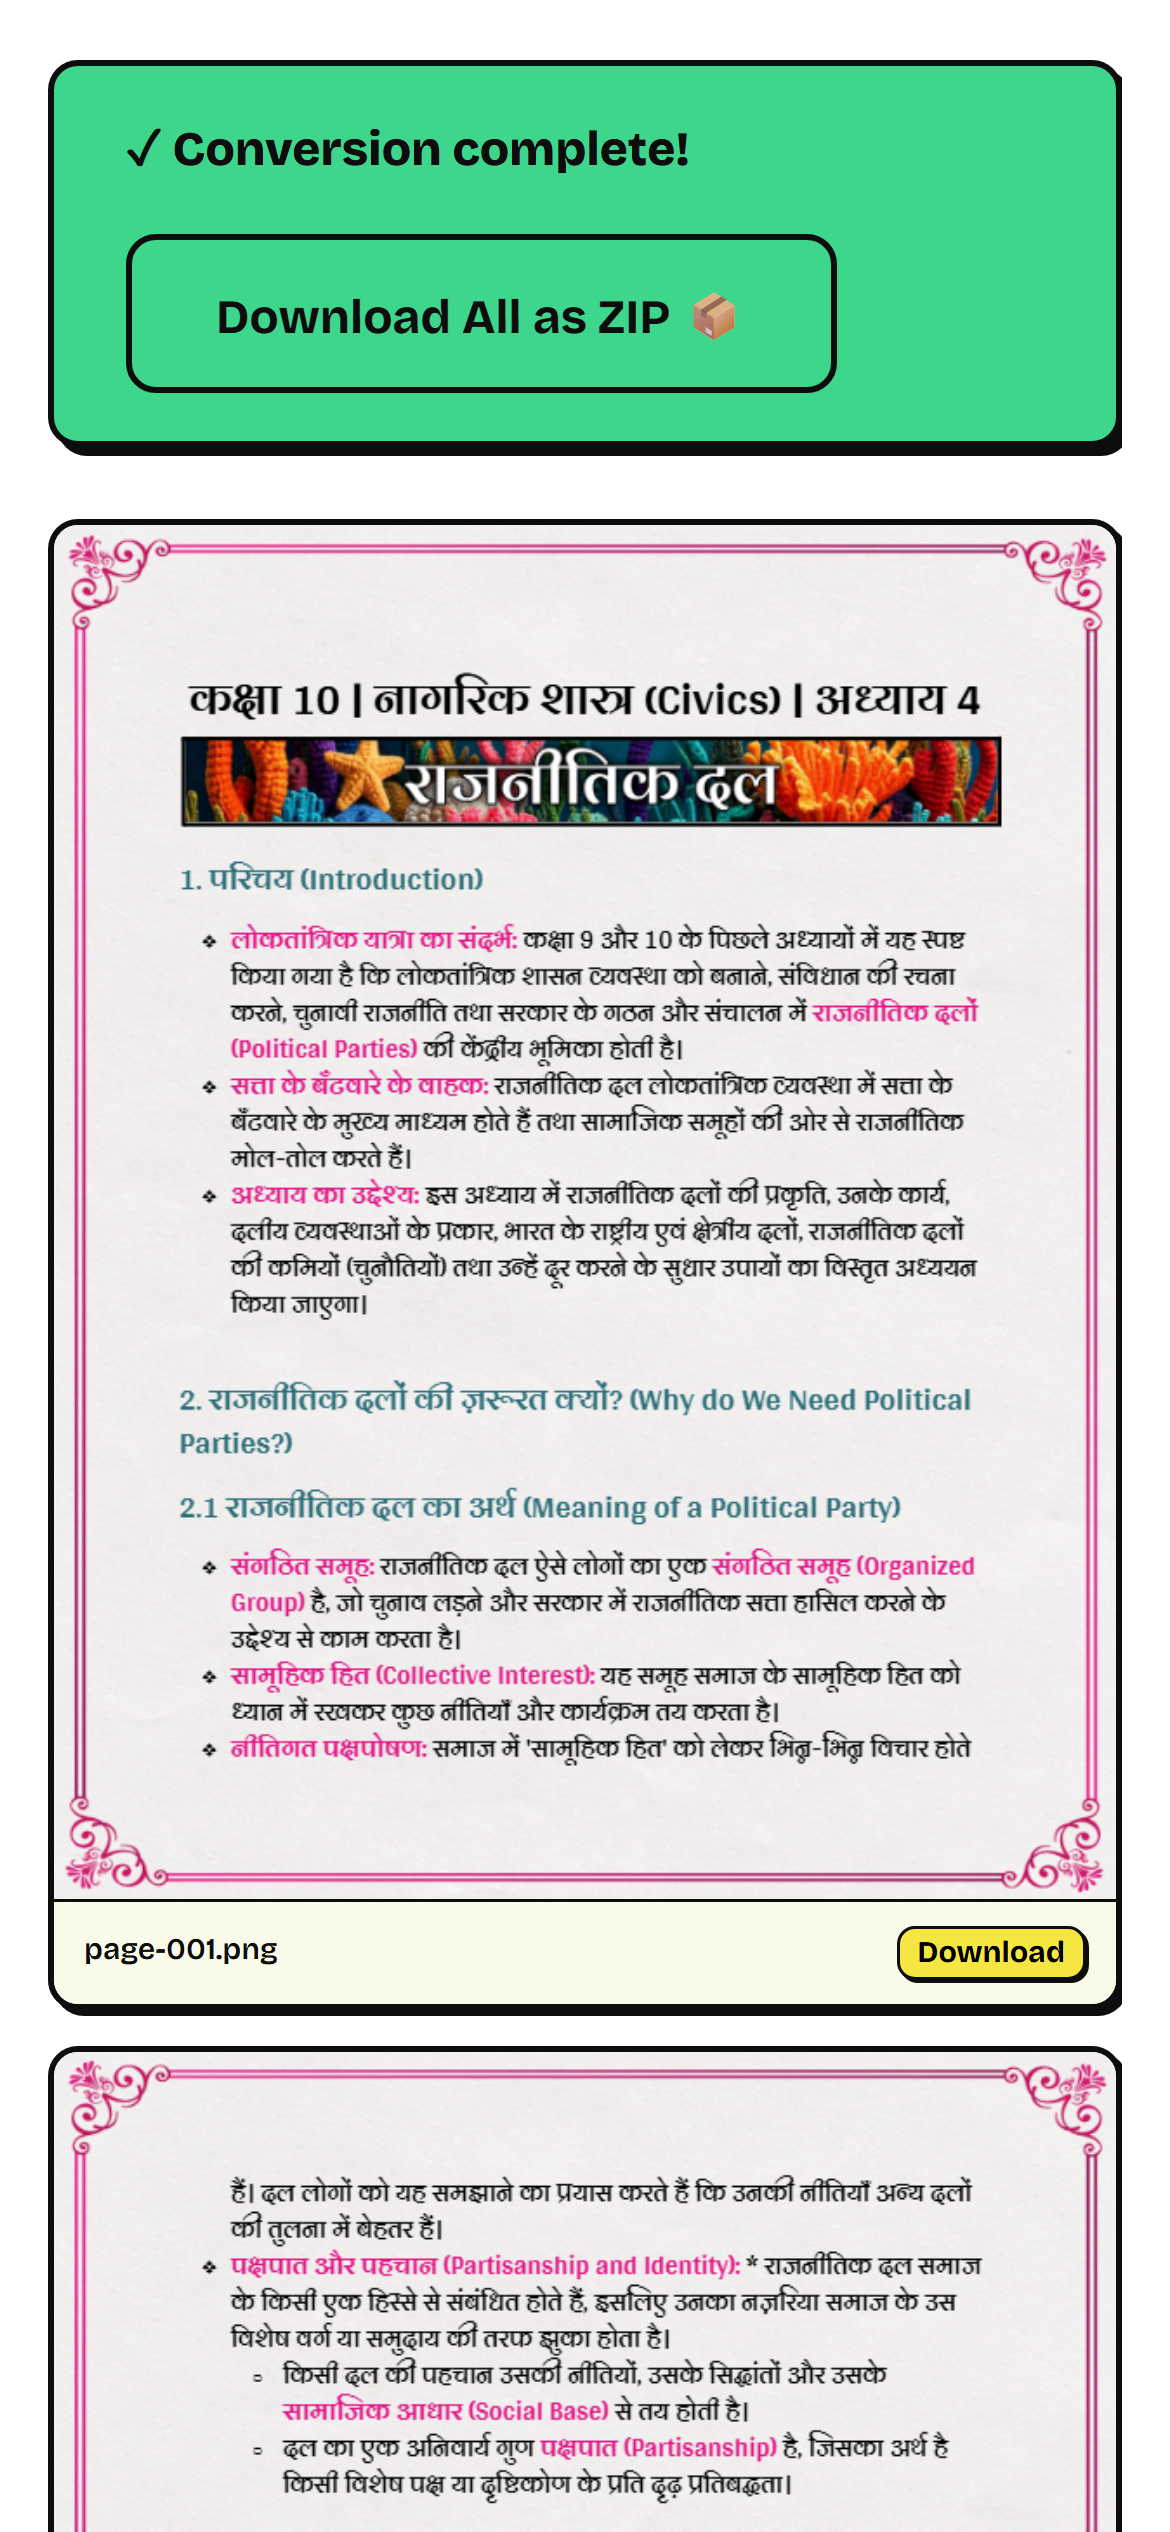 ✓ Conversion complete!
Download All as ZIP 📦
कक्षा 10 | नागरिक शास्त्र (Civics) | अध्याय 4
राजनीतिक दल
1. परिचय (Introduction)
❖ लोकतांत्रिक यात्रा का संदर्भ: कक्षा 9 और 10 के पिछले अध्यायों में यह स्पष्ट
किया गया है कि लोकतांत्रिक शासन व्यवस्था को बनाने, संविधान की रचना
करने, चुनावी राजनीति तथा सरकार के गठन और संचालन में राजनीतिक दलों
(Political Parties) की केंद्रीय भूमिका होती है।
❖ सत्ता के बँटवारे के वाहक: राजनीतिक दल लोकतांत्रिक व्यवस्था में सत्ता के
बँटवारे के मुख्य माध्यम होते हैं तथा सामाजिक समूहों की ओर से राजनीतिक
मोल-तोल करते हैं।
❖ अध्याय का उद्देश्य: इस अध्याय में राजनीतिक दलों की प्रकृति, उनके कार्य,
दलीय व्यवस्थाओं के प्रकार, भारत के राष्ट्रीय एवं क्षेत्रीय दलों, राजनीतिक दलों
की कमियों (चुनौतियों) तथा उन्हें दूर करने के सुधार उपायों का विस्तृत अध्ययन
किया जाएगा।
2. राजनीतिक दलों की ज़रूरत क्यों? (Why do We Need Political
Parties?)
2.1 राजनीतिक दल का अर्थ (Meaning of a Political Party)
❖ संगठित समूह: राजनीतिक दल ऐसे लोगों का एक संगठित समूह (Organized
Group) है, जो चुनाव लड़ने और सरकार में राजनीतिक सत्ता हासिल करने के
उद्देश्य से काम करता है।
❖ सामूहिक हित (Collective Interest): यह समूह समाज के सामूहिक हित को
ध्यान में रखकर कुछ नीतियाँ और कार्यक्रम तय करता है।
❖ नीतिगत पक्षपोषण: समाज में 'सामूहिक हित' को लेकर भिन्न-भिन्न विचार होते
page-001.png
Download
हैं। दल लोगों को यह समझाने का प्रयास करते हैं कि उनकी नीतियाँ अन्य दलों
की तुलना में बेहतर हैं।
❖ पक्षपात और पहचान (Partisanship and Identity): * राजनीतिक दल समाज
के किसी एक हिस्से से संबंधित होते हैं, इसलिए उनका नज़रिया समाज के उस
विशेष वर्ग या समुदाय की तरफ झुका होता है।
▫ किसी दल की पहचान उसकी नीतियों, उसके सिद्धांतों और उसके
सामाजिक आधार (Social Base) से तय होती है।
▫ दल का एक अनिवार्य गुण पक्षपात (Partisanship) है, जिसका अर्थ है
किसी विशेष पक्ष या दृष्टिकोण के प्रति दृढ़ प्रतिबद्धता।